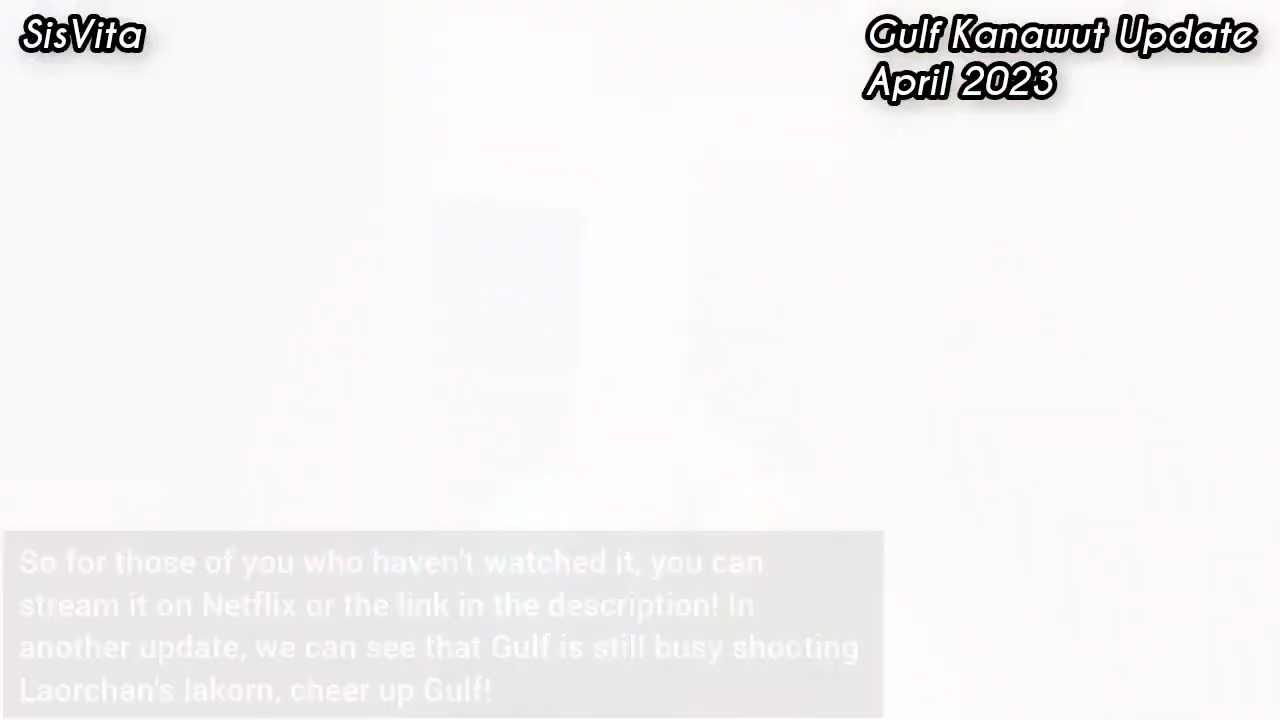 SisVita
Gulf Kanawut Update
April 2023
So for those of you who haven't watched it, you can
stream it on Netflix or the link in the description! In
another update, we can see that Gulf is still busy shooting
Laorchan's lakorn, cheer up Gulf!